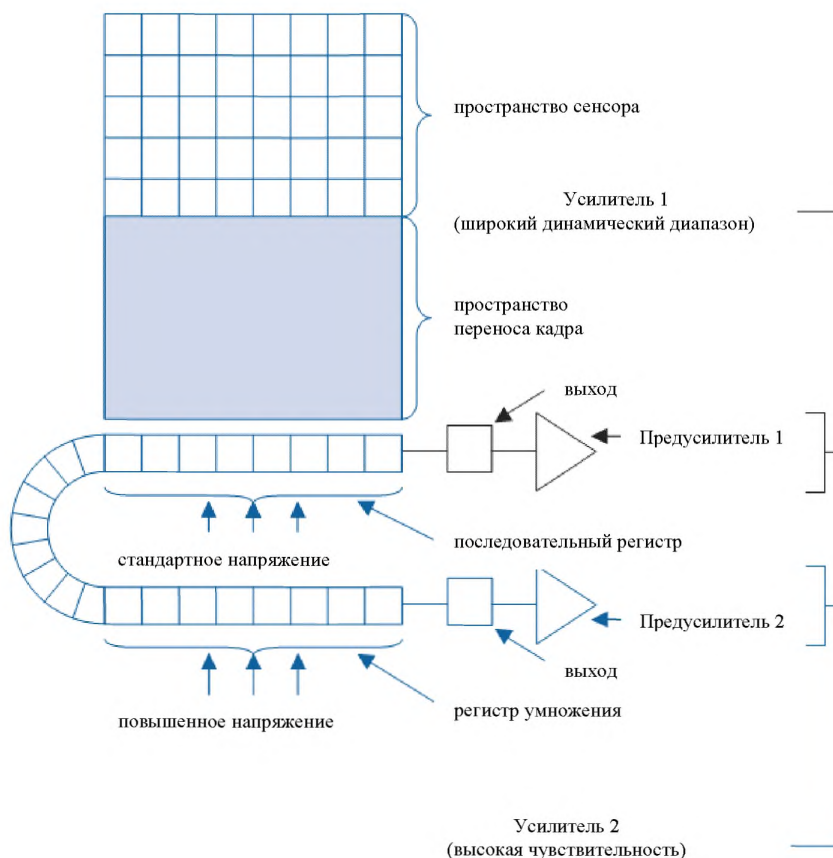 пространство сенсора
Усилитель 1
(широкий динамический диапазон)
пространство
переноса кадра
выход
Предусилитель 1
последовательный регистр
стандартное напряжение
Предусилитель 2
выход
регистр умножения
повышенное напряжение
Усилитель 2
(высокая чувствительность)